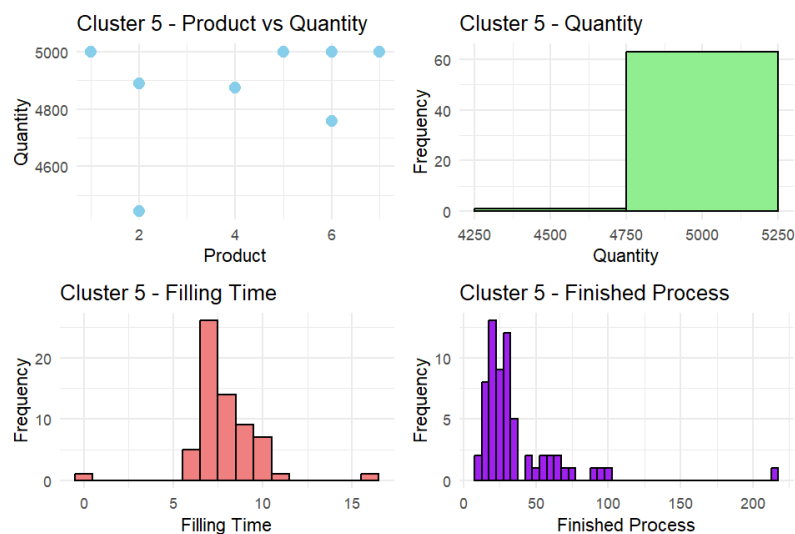 Cluster 5 - Product vs Quantity
5000
4800
4600
Quantity
2
4
6
Product
Cluster 5 - Quantity
60
40
20
0
Frequency
4250
4500
4750
5000
5250
Quantity
Cluster 5 - Filling Time
20
10
0
Frequency
0
5
10
15
Filling Time
Cluster 5 - Finished Process
10
5
0
Frequency
0
50
100
150
200
Finished Process